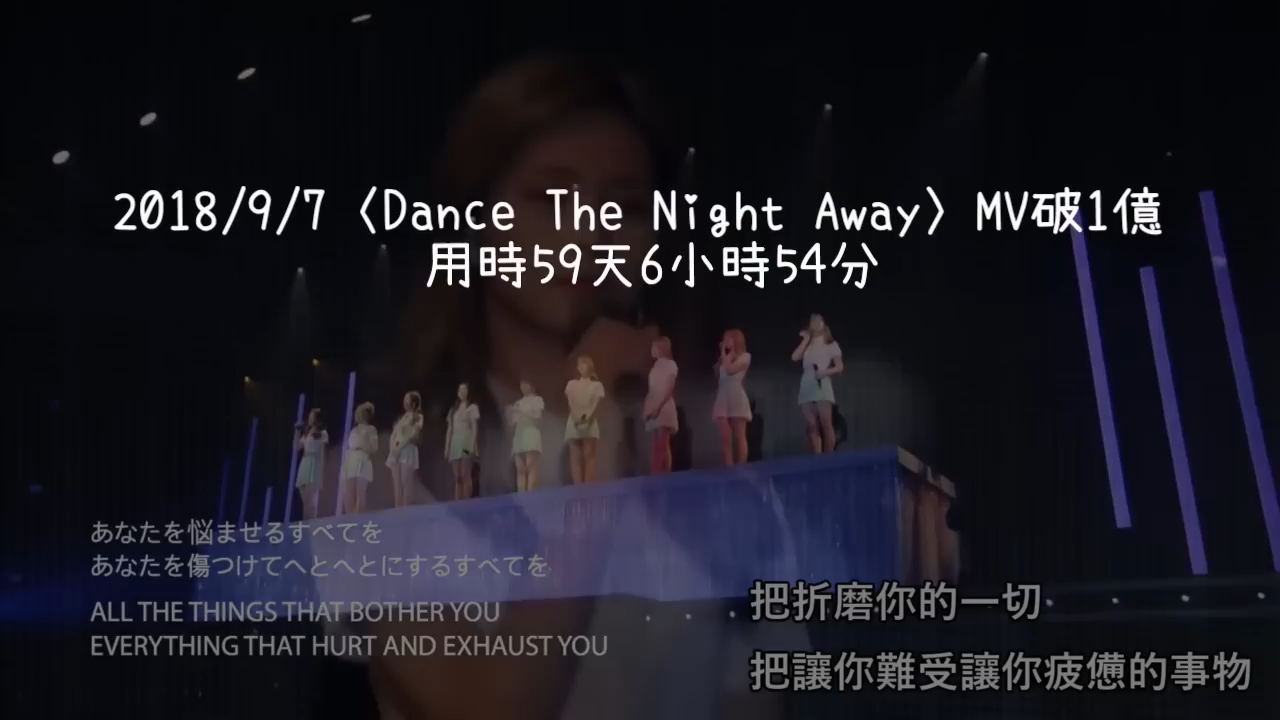 2018/9/7〈Dance The Night Away〉MV破1億
用時59天6小時54分
あなたを悩ませるすべてを
あなたを傷つけてへとへとにするすべてを
ALL THE THINGS THAT BOTHER YOU
EVERYTHING THAT HURT AND EXHAUST YOU
把折磨你的一切
把讓你難受讓你疲憊的事物